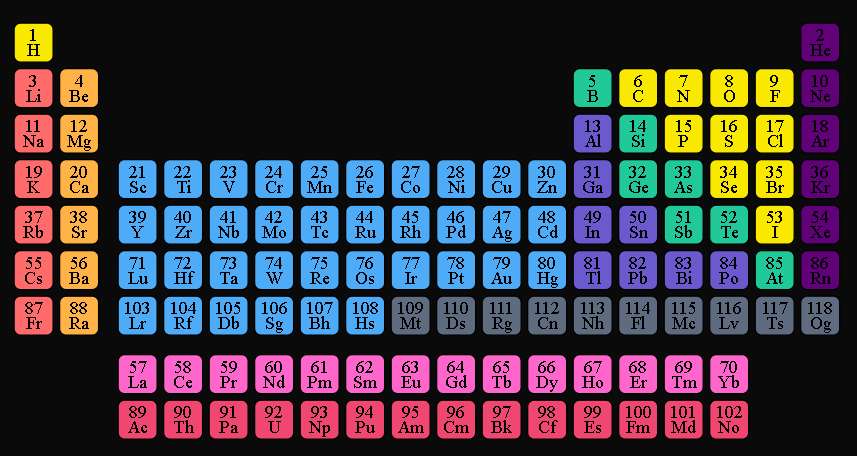 1 2
H He
3 4 5 6 7 8 9 10
Li Be B C N O F Ne
11 12 13 14 15 16 17 18
Na Mg Al Si P S Cl Ar
19 20 21 22 23 24 25 26 27 28 29 30 31 32 33 34 35 36
K Ca Sc Ti V Cr Mn Fe Co Ni Cu Zn Ga Ge As Se Br Kr
37 38 39 40 41 42 43 44 45 46 47 48 49 50 51 52 53 54
Rb Sr Y Zr Nb Mo Tc Ru Rh Pd Ag Cd In Sn Sb Te I Xe
55 56 71 72 73 74 75 76 77 78 79 80 81 82 83 84 85 86
Cs Ba Lu Hf Ta W Re Os Ir Pt Au Hg Tl Pb Bi Po At Rn
87 88 103 104 105 106 107 108 109 110 111 112 113 114 115 116 117 118
Fr Ra Lr Rf Db Sg Bh Hs Mt Ds Rg Cn Nh Fl Mc Lv Ts Og
57 58 59 60 61 62 63 64 65 66 67 68 69 70
La Ce Pr Nd Pm Sm Eu Gd Tb Dy Ho Er Tm Yb
89 90 91 92 93 94 95 96 97 98 99 100 101 102
Ac Th Pa U Np Pu Am Cm Bk Cf Es Fm Md No